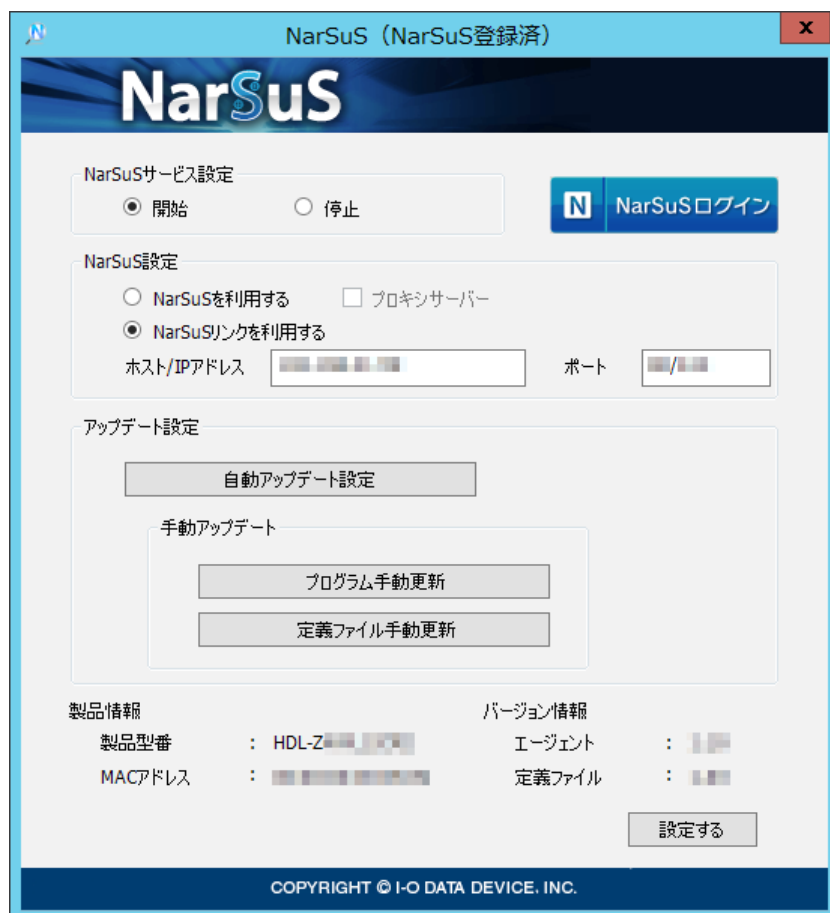 NarSuS（NarSuS登録済）
x
NarSuS
NarSuSサービス設定
開始
停止
N NarSuSログイン
NarSuS設定
NarSuSを利用する
プロキシサーバー
NarSuSリンクを利用する
ホスト/IPアドレス
ポート
/
アップデート設定
自動アップデート設定
手動アップデート
プログラム手動更新
定義ファイル手動更新
製品情報
バージョン情報
製品型番 : HDL-Z
エージェント :
MACアドレス :
定義ファイル :
設定する
COPYRIGHT © I-O DATA DEVICE. INC.